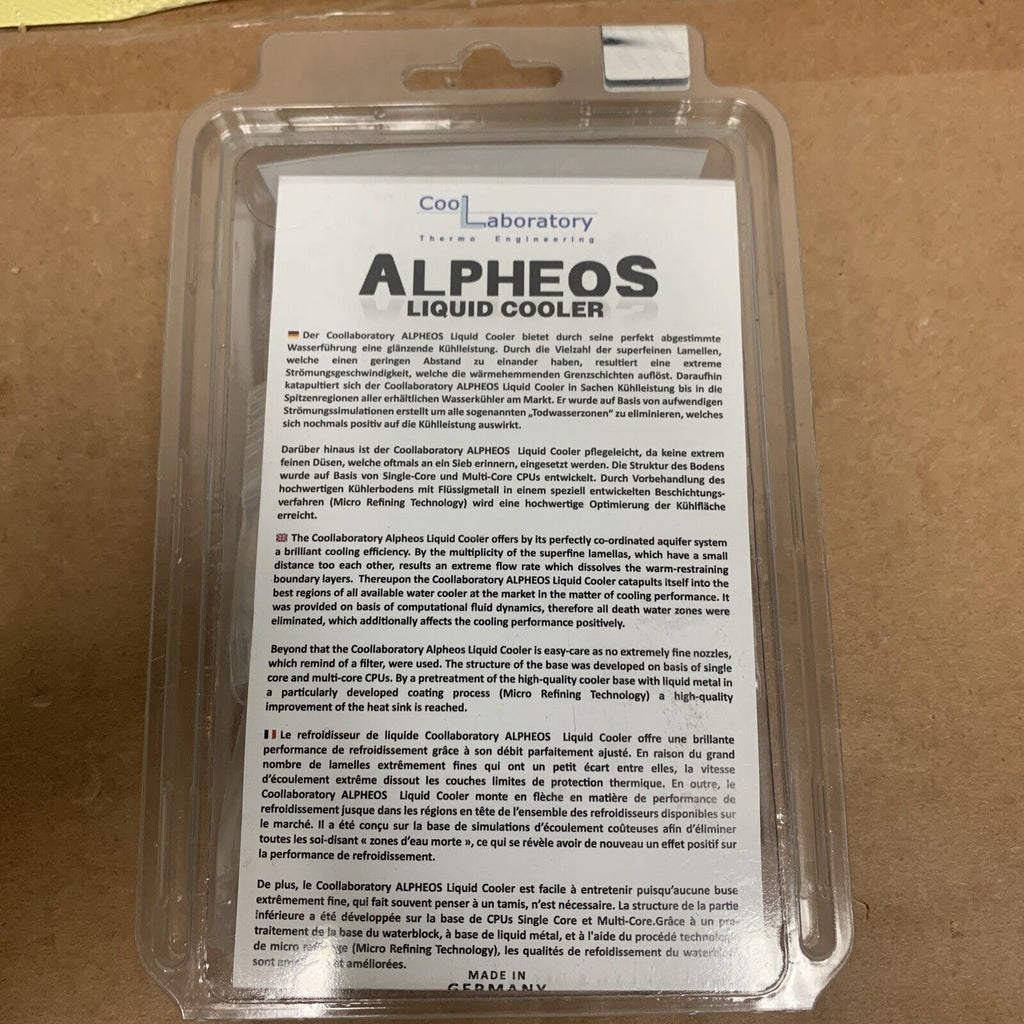 CooLaboratory
Thermo Engineering
ALPHEOS
LIQUID COOLER
Der Coollaboratory ALPHEOS Liquid Cooler bietet durch seine perfekt abgestimmte
Wasserführung eine glänzende Kühlleistung. Durch die Vielzahl der superfeinen Lamellen,
welche einen geringen Abstand zu einander haben, resultiert eine extreme
Strömungsgeschwindigkeit, welche die wärmehemmenden Grenzschichten auflöst. Daraufhin
katapultiert sich der Coollaboratory ALPHEOS Liquid Cooler in Sachen Kühlleistung bis in die
Spitzenregionen aller erhältlichen Wasserkühler am Markt. Er wurde auf Basis von aufwendigen
Strömungssimulationen erstellt um alle sogenannten „Todwasserzonen“ zu eliminieren, welches
sich nochmals positiv auf die Kühlleistung auswirkt.
Darüber hinaus ist der Coollaboratory ALPHEOS Liquid Cooler pflegeleicht, da keine extrem
feinen Düsen, welche oftmals an ein Sieb erinnern, eingesetzt werden. Die Struktur des Bodens
wurde auf Basis von Single-Core und Multi-Core CPUs entwickelt. Durch Vorbehandlung des
hochwertigen Kühlerbodens mit Flüssigmetall in einem speziell entwickelten Beschichtungs-
verfahren (Micro Refining Technology) wird eine hochwertige Optimierung der Kühlfläche
erreicht.
The Coollaboratory Alpheos Liquid Cooler offers by its perfectly co-ordinated aquifer system
a brilliant cooling efficiency. By the multiplicity of the superfine lamellas, which have a small
distance too each other, results an extreme flow rate which dissolves the warm-restraining
boundary layers. Thereupon the Coollaboratory ALPHEOS Liquid Cooler catapults itself into the
best regions of all available water cooler at the market in the matter of cooling performance. It
was provided on basis of computational fluid dynamics, therefore all death water zones were
eliminated, which additionally affects the cooling performance positively.
Beyond that the Coollaboratory Alpheos Liquid Cooler is easy-care as no extremely fine nozzles,
which remind of a filter, were used. The structure of the base was developed on basis of single
core and multi-core CPUs. By a pretreatment of the high-quality cooler base with liquid metal in
a particularly developed coating process (Micro Refining Technology) a high-quality
improvement of the heat sink is reached.
Le refroidisseur de liquide Coollaboratory ALPHEOS Liquid Cooler offre une brillante
performance de refroidissement grâce à son débit parfaitement ajusté. En raison du grand
nombre de lamelles extrêmement fines qui ont un petit écart entre elles, la vitesse
d'écoulement extrême dissout les couches limites de protection thermique. En outre, le
Coollaboratory ALPHEOS Liquid Cooler monte en flèche en matière de performance de
refroidissement jusque dans les régions en tête de l'ensemble des refroidisseurs disponibles sur
le marché. Il a été conçu sur la base de simulations d'écoulement coûteuses afin d'éliminer
toutes les soi-disant « zones d'eau morte », ce qui se révèle avoir de nouveau un effet positif sur
la performance de refroidissement.
De plus, le Coollaboratory ALPHEOS Liquid Cooler est facile à entretenir puisqu'aucune buse
extrêmement fine, qui fait souvent penser à un tamis, n'est nécessaire. La structure de la partie
inférieure a été développée sur la base de CPUs Single Core et Multi-Core.Grâce à un pré-
traitement de la base du waterblock, à base de liquid métal, et à l'aide du procédé
de micro (Micro Refining Technology), les qualités de refoidissement du
sont améliorées.
MADE IN
GERMANY